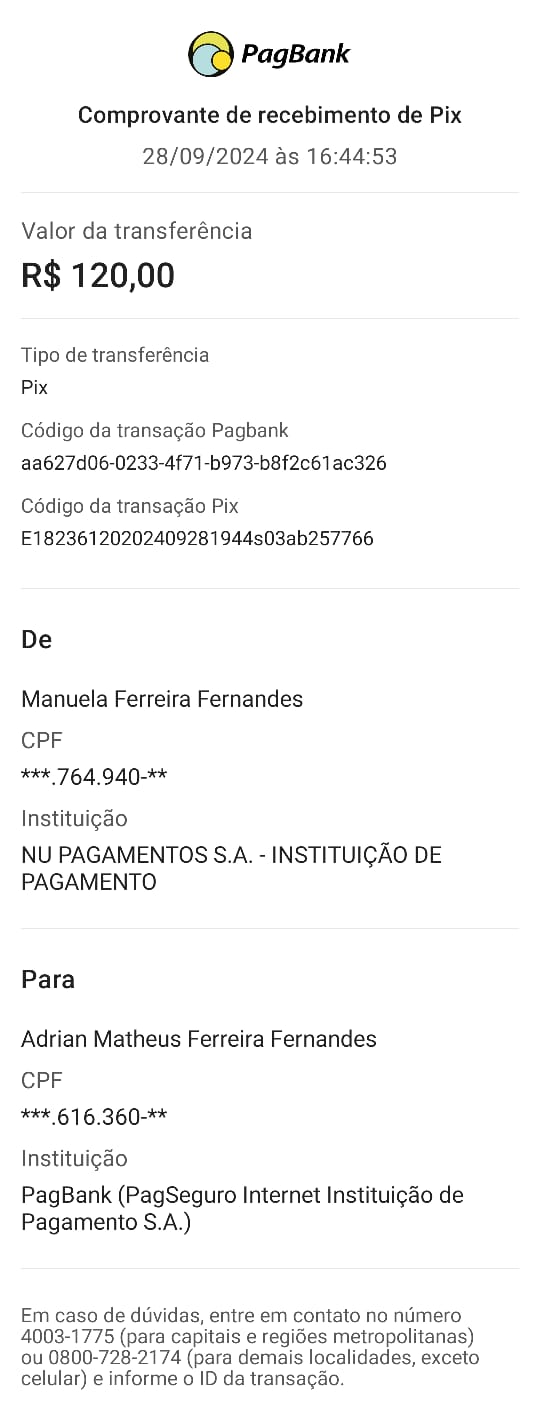 PagBank
Comprovante de recebimento de Pix
28/09/2024 às 16:44:53
Valor da transferência
R$ 120,00
Tipo de transferência
Pix
Código da transação Pagbank
aa627d06-0233-4f71-b973-b8f2c61ac326
Código da transação Pix
E18236120202409281944s03ab257766
De
Manuela Ferreira Fernandes
CPF
***.764.940-**
Instituição
NU PAGAMENTOS S.A. - INSTITUIÇÃO DE
PAGAMENTO
Para
Adrian Matheus Ferreira Fernandes
CPF
***.616.360-**
Instituição
PagBank (PagSeguro Internet Instituição de
Pagamento S.A.)
Em caso de dúvidas, entre em contato no número
4003-1775 (para capitais e regiões metropolitanas)
ou 0800-728-2174 (para demais localidades, exceto
celular) e informe o ID da transação.